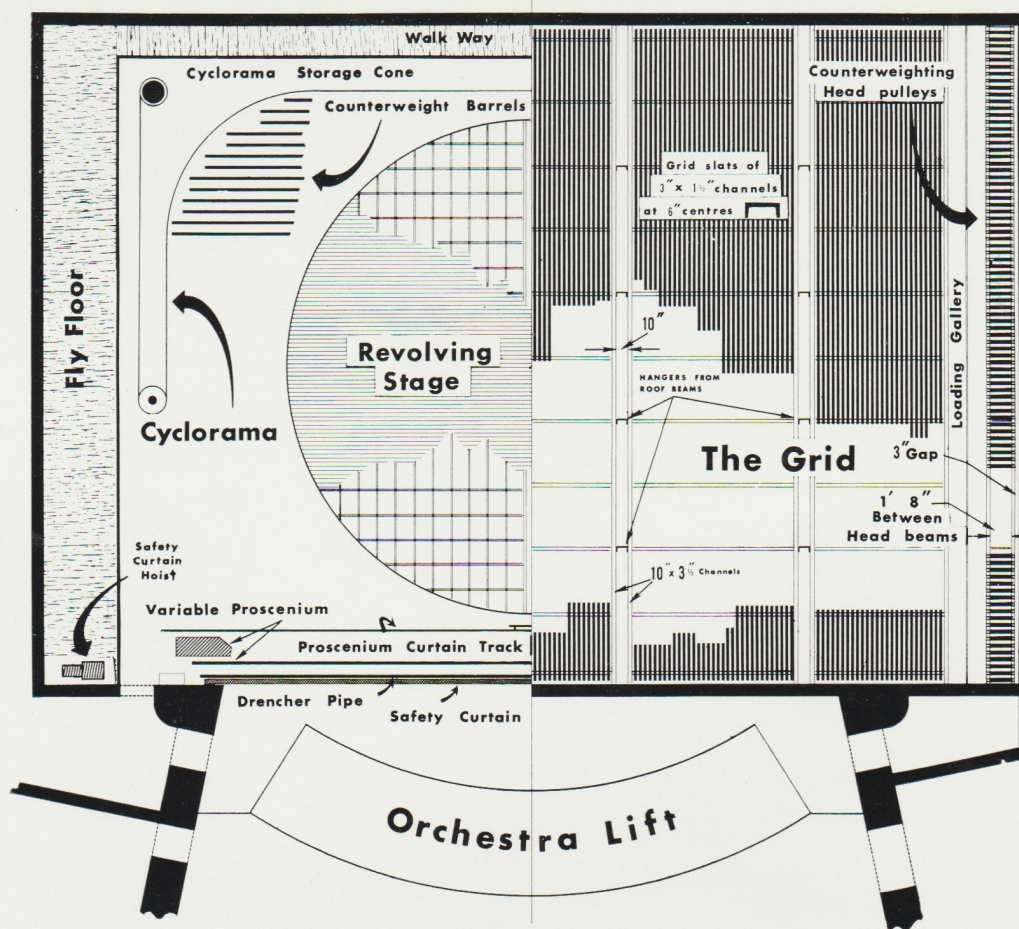 Walk Way
Cyclorama Storage Cone
Counterweight Barrels
Counterweighting
Head pulleys
Grid slats of
3" x 1½" channels
at 6" centres
Fly Floor
Revolving
Stage
10"
HANGERS FROM
ROOF BEAMS
Loading Gallery
Cyclorama
The Grid
3" Gap
1' 8"
Between
Head beams
Safety
Curtain
Hoist
10" x 3½ Channels
Variable Proscenium
Proscenium Curtain Track
Drencher Pipe
Safety Curtain
Orchestra Lift